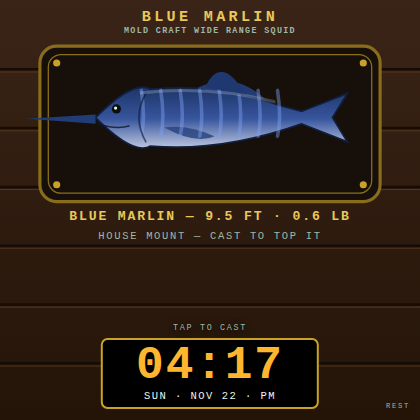 BLUE MARLIN
MOLD CRAFT WIDE RANGE SQUID
BLUE MARLIN — 9.5 FT · 0.6 LB
HOUSE MOUNT — CAST TO TOP IT
TAP TO CAST
04:17
SUN · NOV 22 · PM
REST